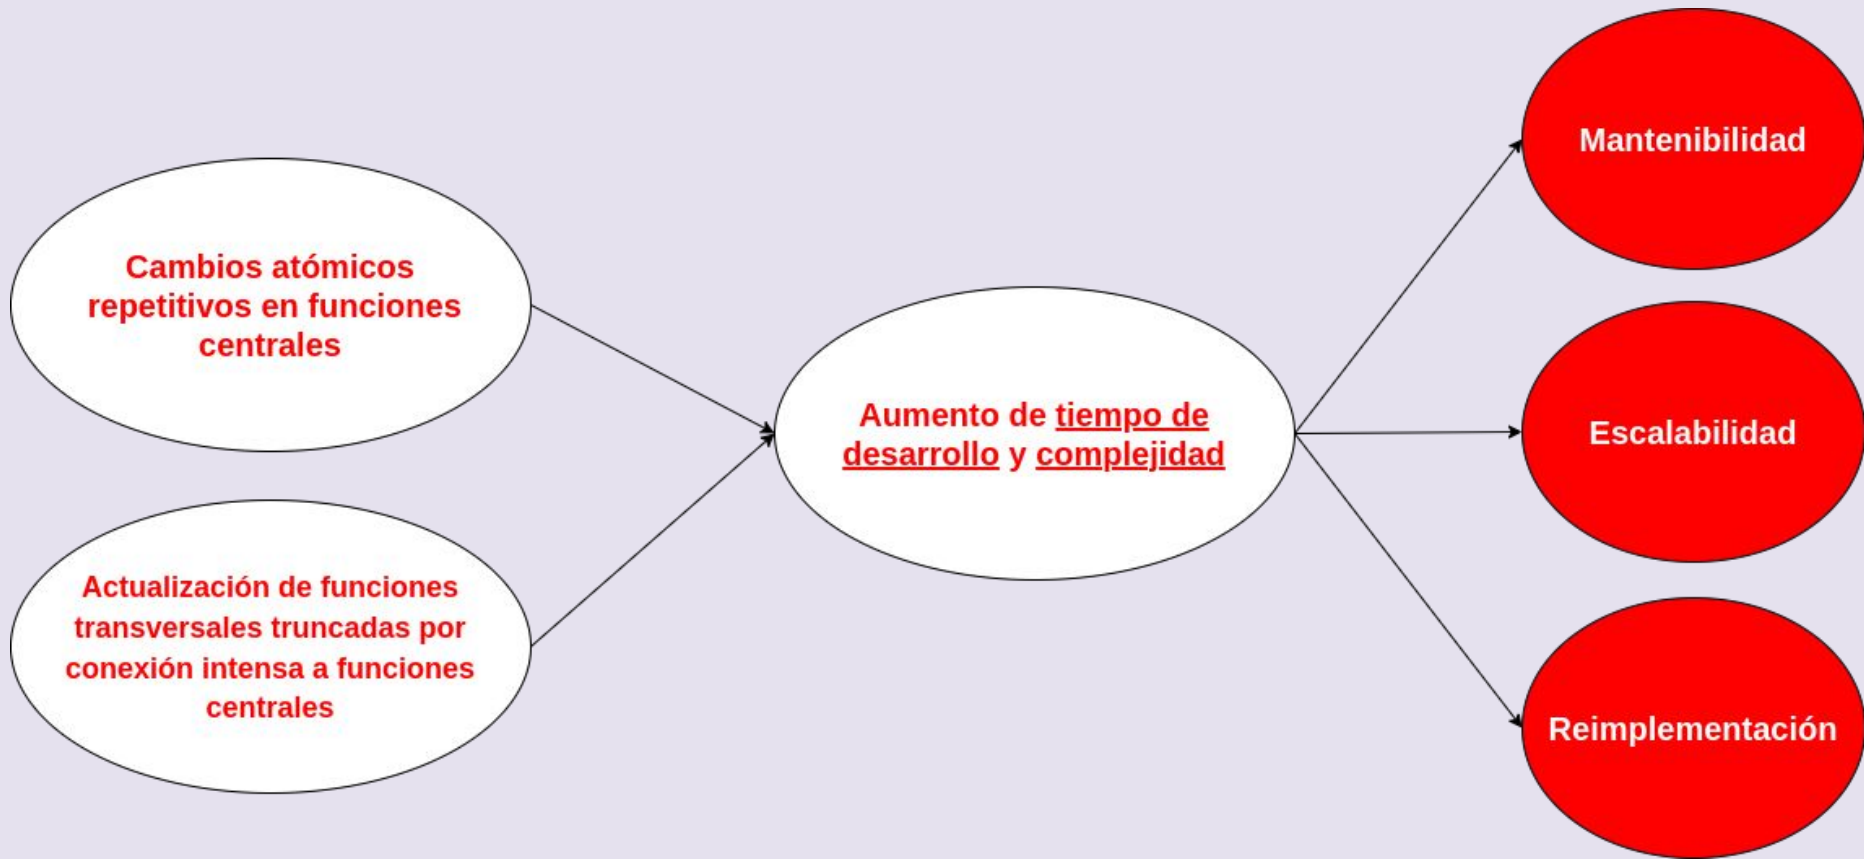 Cambios atómicos
repetitivos en funciones
centrales
Actualización de funciones
transversales truncadas por
conexión intensa a funciones
centrales
Aumento de tiempo de
desarrollo y complejidad
Mantenibilidad
Escalabilidad
Reimplementación